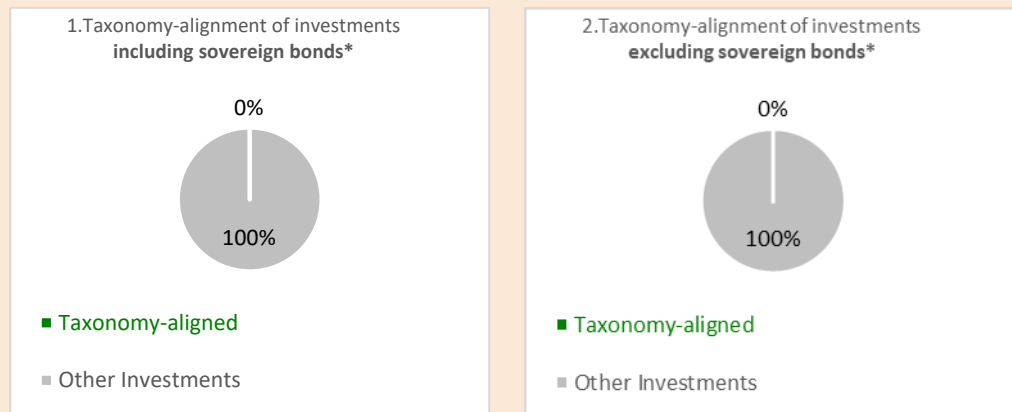 1.Taxonomy-alignment of investments
including sovereign bonds*
0%
100%
Taxonomy-aligned
Other Investments
2.Taxonomy-alignment of investments
excluding sovereign bonds*
0%
100%
Taxonomy-aligned
Other Investments